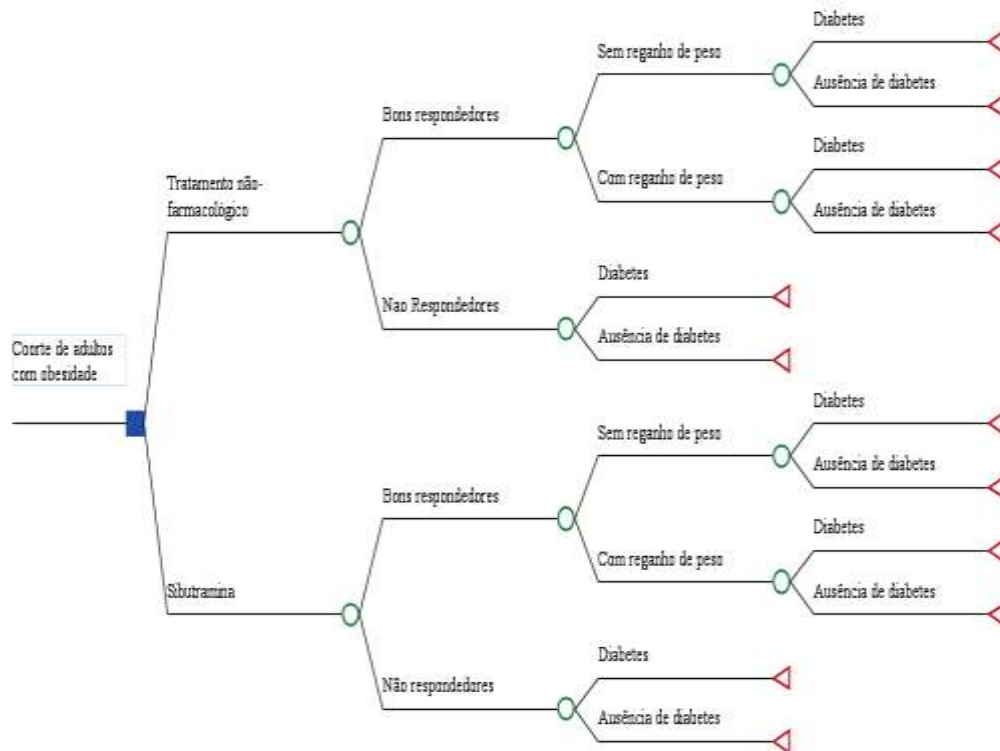 Diabetes
Sem reganho de peso
Ausência de diabetes
Bons respondedores
Diabetes
Com reganho de peso
Ausência de diabetes
Tratamento não-
farmacológico
Diabetes
Nao Respondedores
Ausência de diabetes
Coorte de adultos
com obesidade
Diabetes
Sem reganho de peso
Ausência de diabetes
Bons respondedores
Diabetes
Com reganho de peso
Ausência de diabetes
Sibutramina
Diabetes
Não respondedores
Ausência de diabetes